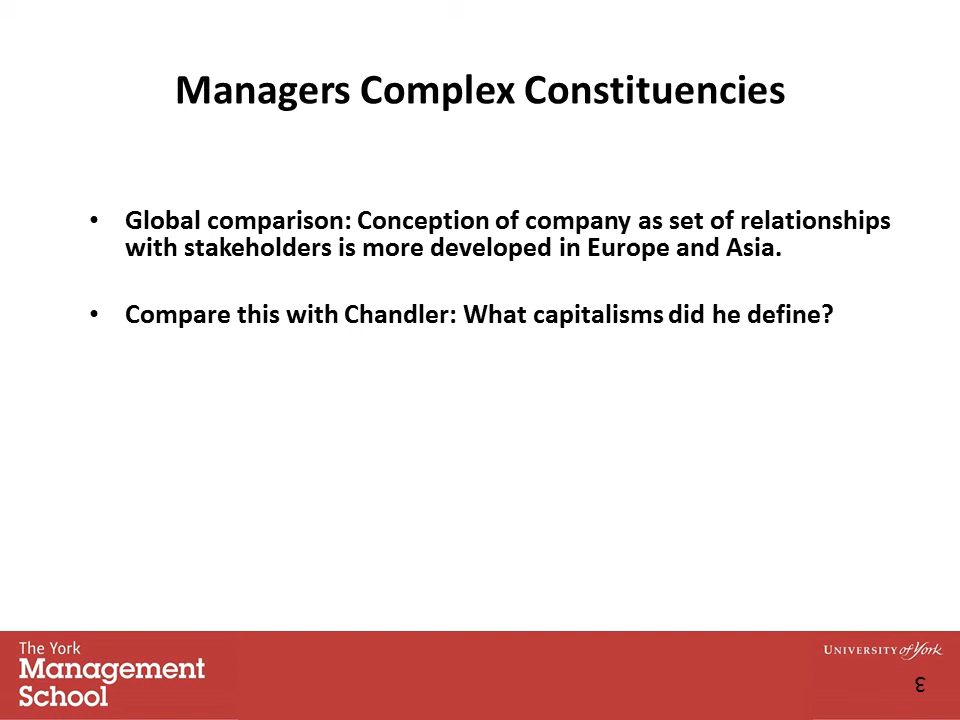 Managers Complex Constituencies
• Global comparison: Conception of company as set of relationships
with stakeholders is more developed in Europe and Asia.
• Compare this with Chandler: What capitalisms did he define?
The York
Management
School
UNIVERSITY of York
ε